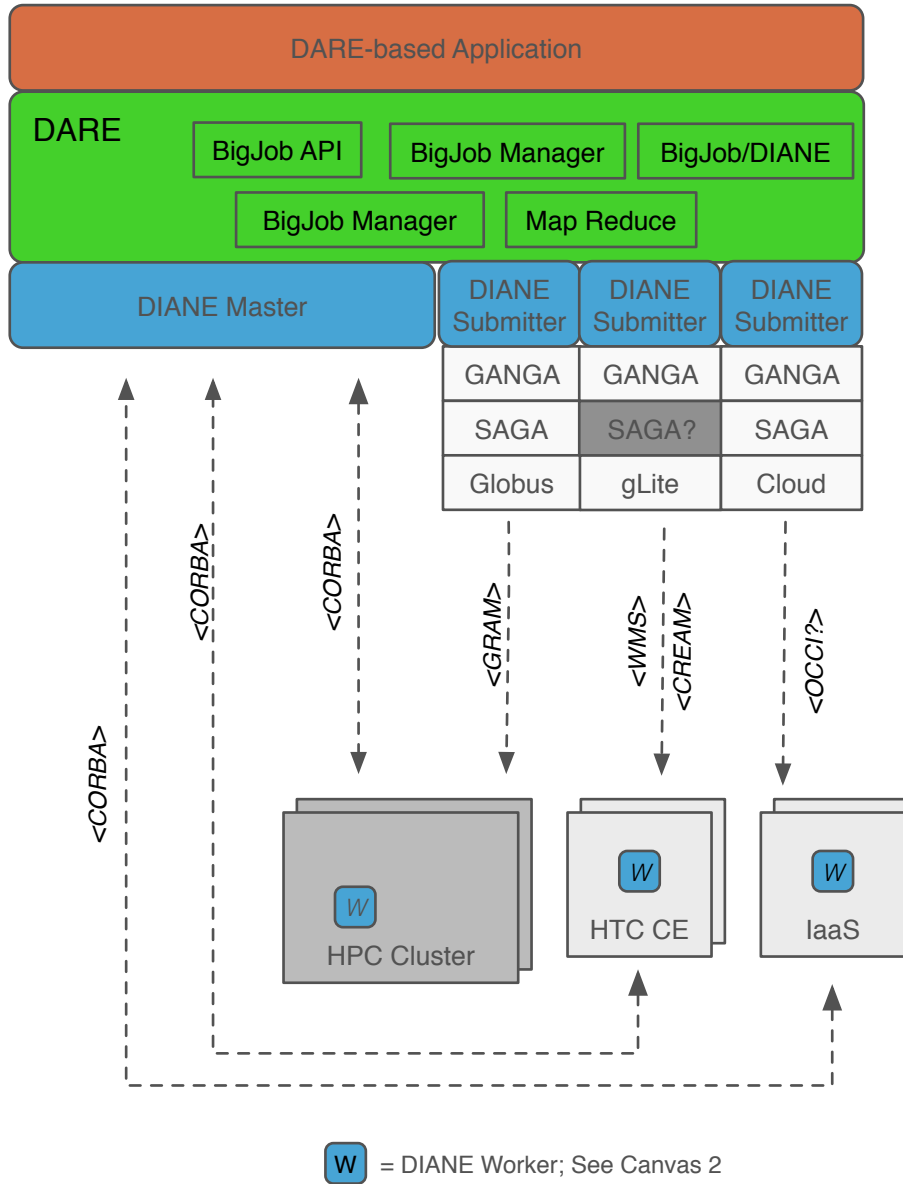 DARE-based Application
DARE
BigJob API
BigJob Manager
BigJob/DIANE
BigJob Manager
Map Reduce
DIANE Master
DIANE
Submitter
DIANE
Submitter
DIANE
Submitter
GANGA
GANGA
GANGA
SAGA
SAGA?
SAGA
Globus
gLite
Cloud
<CORBA>
<CORBA>
<CORBA>
<GRAM>
<WMS>
<CREAM>
<OCCI?>
W
HPC Cluster
W
HTC CE
W
IaaS
W = DIANE Worker; See Canvas 2